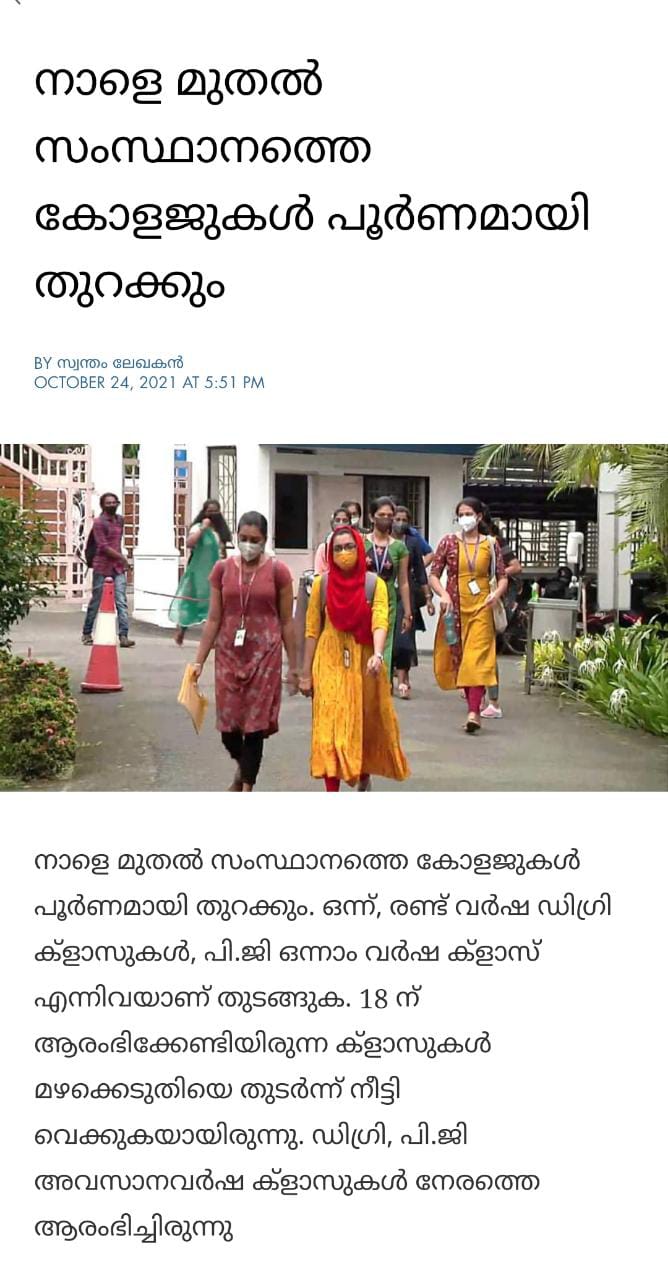 നാളെ മുതൽ
സംസ്ഥാനത്തെ
കോളജുകൾ പൂർണമായി
തുറക്കും
BY സ്വന്തം ലേഖകൻ
OCTOBER 24, 2021 AT 5:51 PM
നാളെ മുതൽ സംസ്ഥാനത്തെ കോളജുകൾ
പൂർണമായി തുറക്കും. ഒന്ന്, രണ്ട് വർഷ ഡിഗ്രി
ക്ളാസുകൾ, പി.ജി ഒന്നാം വർഷ ക്ളാസ്
എന്നിവയാണ് തുടങ്ങുക. 18 ന്
ആരംഭിക്കേണ്ടിയിരുന്ന ക്ളാസുകൾ
മഴക്കെടുതിയെ തുടർന്ന് നീട്ടി
വെക്കുകയായിരുന്നു. ഡിഗ്രി, പി.ജി
അവസാനവർഷ ക്ളാസുകൾ നേരത്തെ
ആരംഭിച്ചിരുന്നു